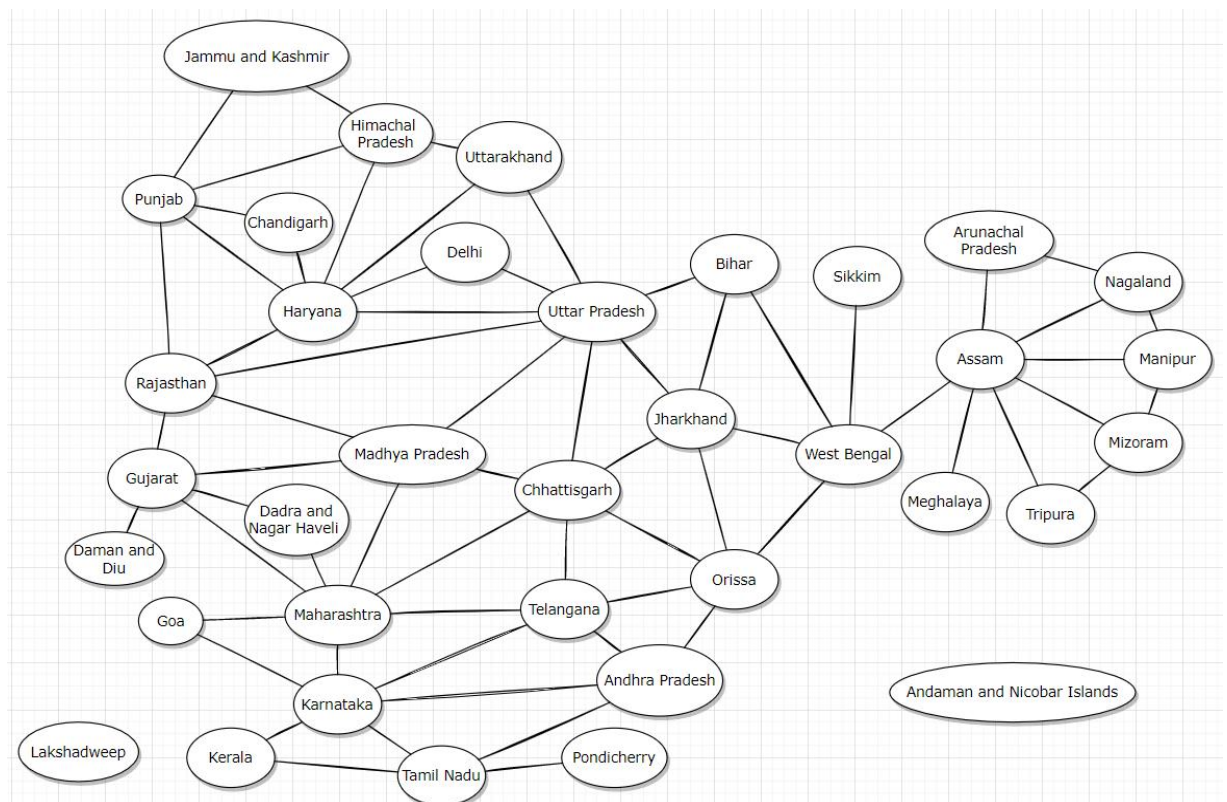 Jammu and Kashmir
Himachal
Pradesh
Uttarakhand
Punjab
Chandigarh
Delhi
Bihar
Sikkim
Arunachal
Pradesh
Nagaland
Haryana
Uttar Pradesh
Assam
Manipur
Rajasthan
Jharkhand
Mizoram
Madhya Pradesh
West Bengal
Gujarat
Chhattisgarh
Meghalaya
Tripura
Dadra and
Nagar Haveli
Daman and
Diu
Orissa
Goa
Maharashtra
Telangana
Andhra Pradesh
Andaman and Nicobar Islands
Karnataka
Lakshadweep
Kerala
Tamil Nadu
Pondicherry